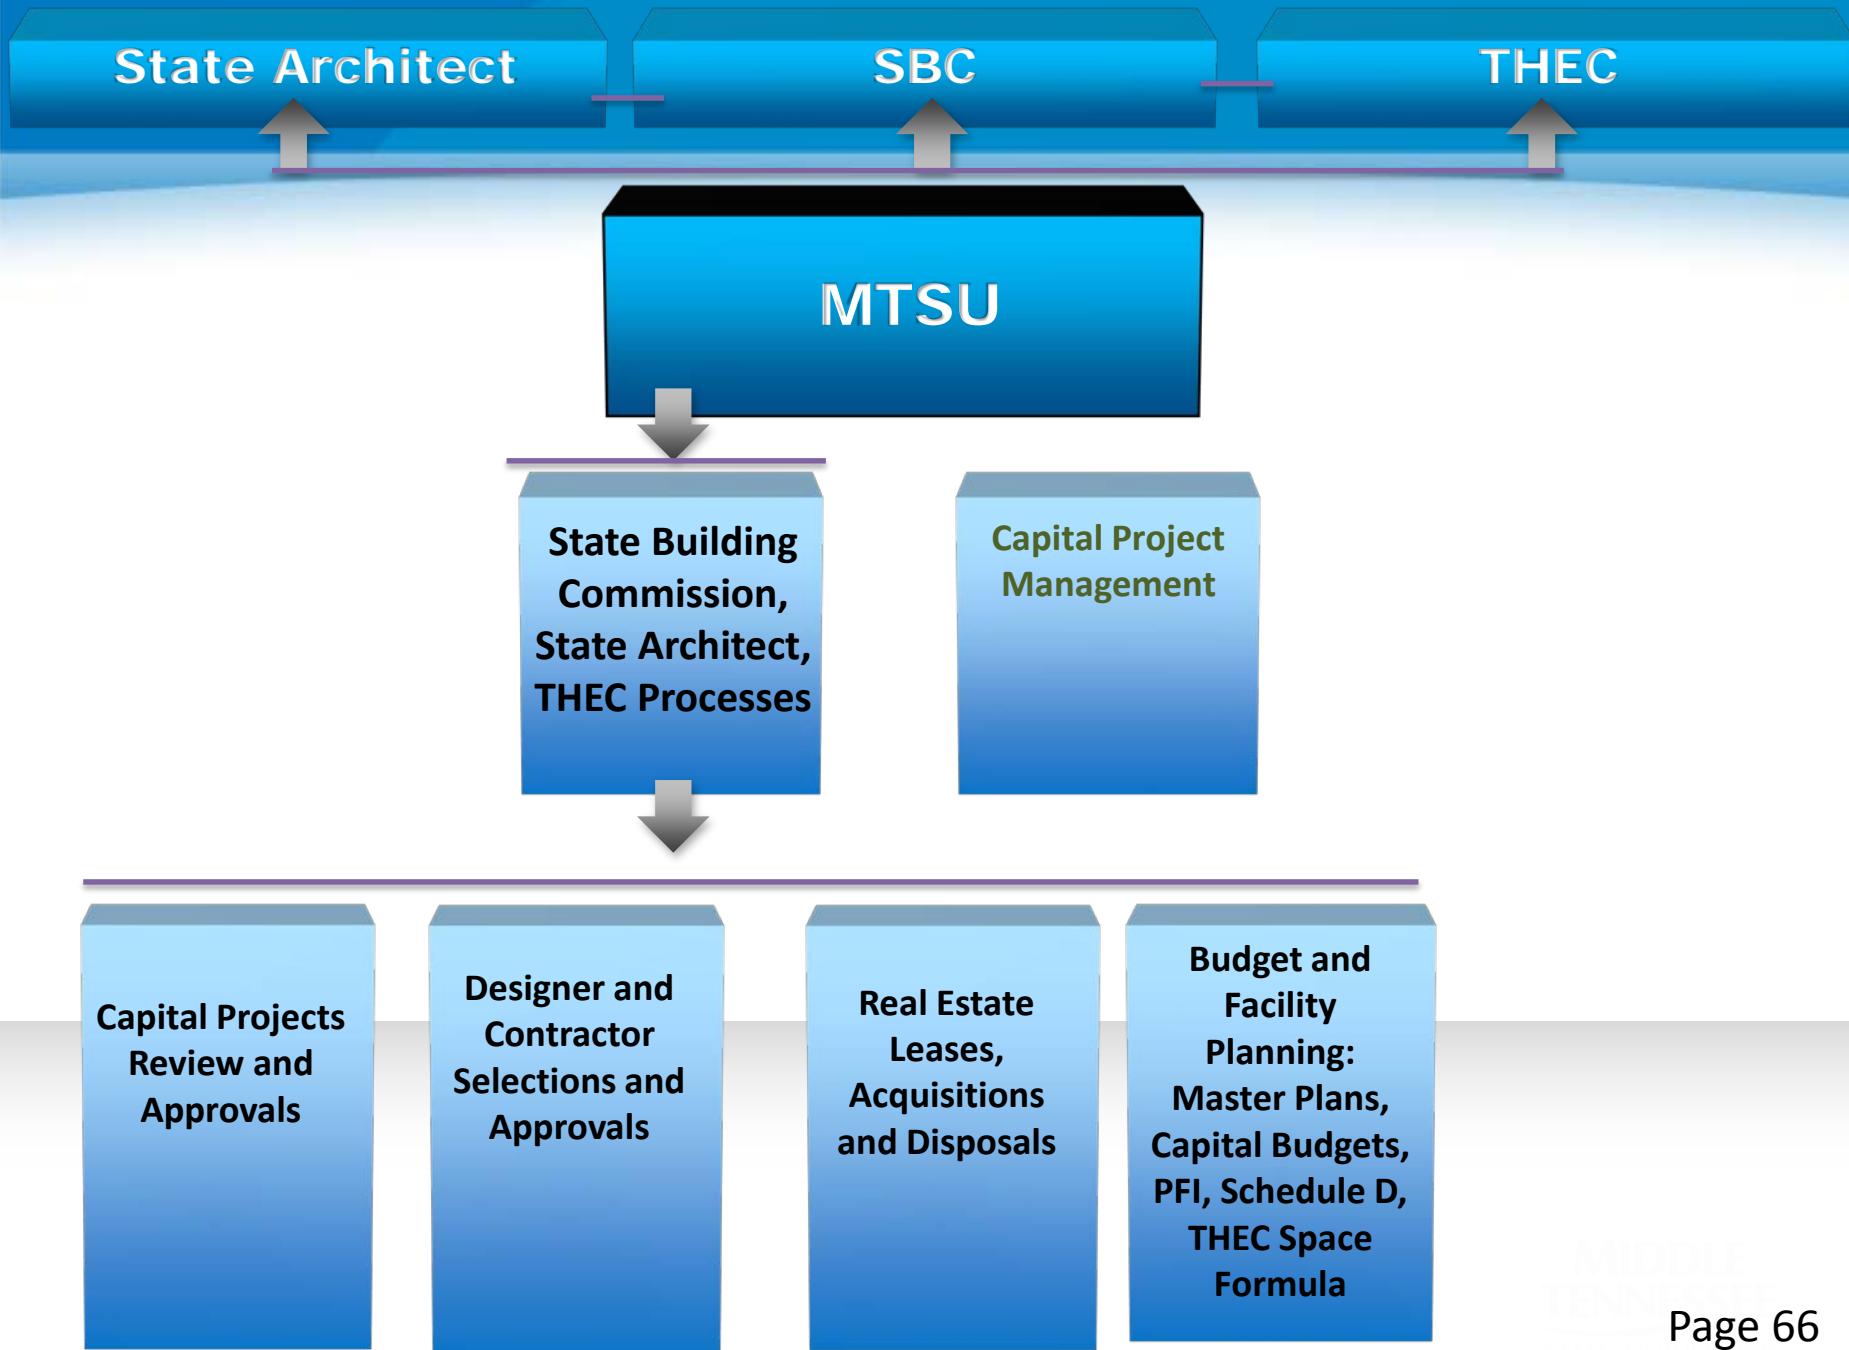 State Architect
SBC
THEC
MTSU
State Building
Commission,
State Architect,
THEC Processes
Capital Project
Management
Capital Projects
Review and
Approvals
Designer and
Contractor
Selections and
Approvals
Real Estate
Leases,
Acquisitions
and Disposals
Budget and
Facility
Planning:
Master Plans,
Capital Budgets,
PFI, Schedule D,
THEC Space
Formula
MIDDLE
TENNESSEE
Page 66